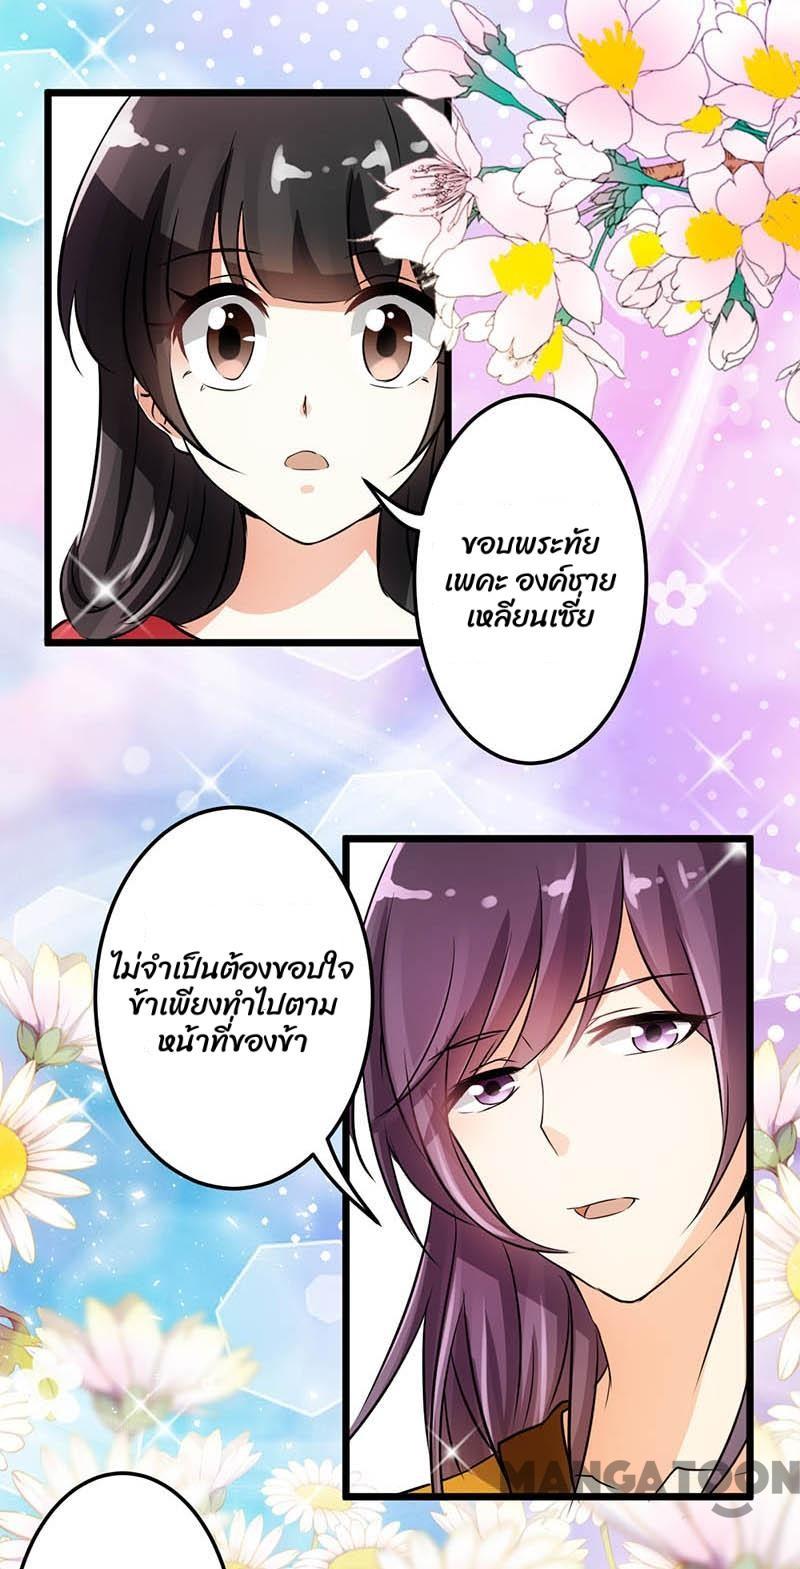 ขอบพระทัย
เพคะ องค์ชาย
เหลียนเซี่ย
ไม่จำเป็นต้องขอบใจ
ข้าเพียงทำไปตาม
หน้าที่ของข้า
MANGATOON